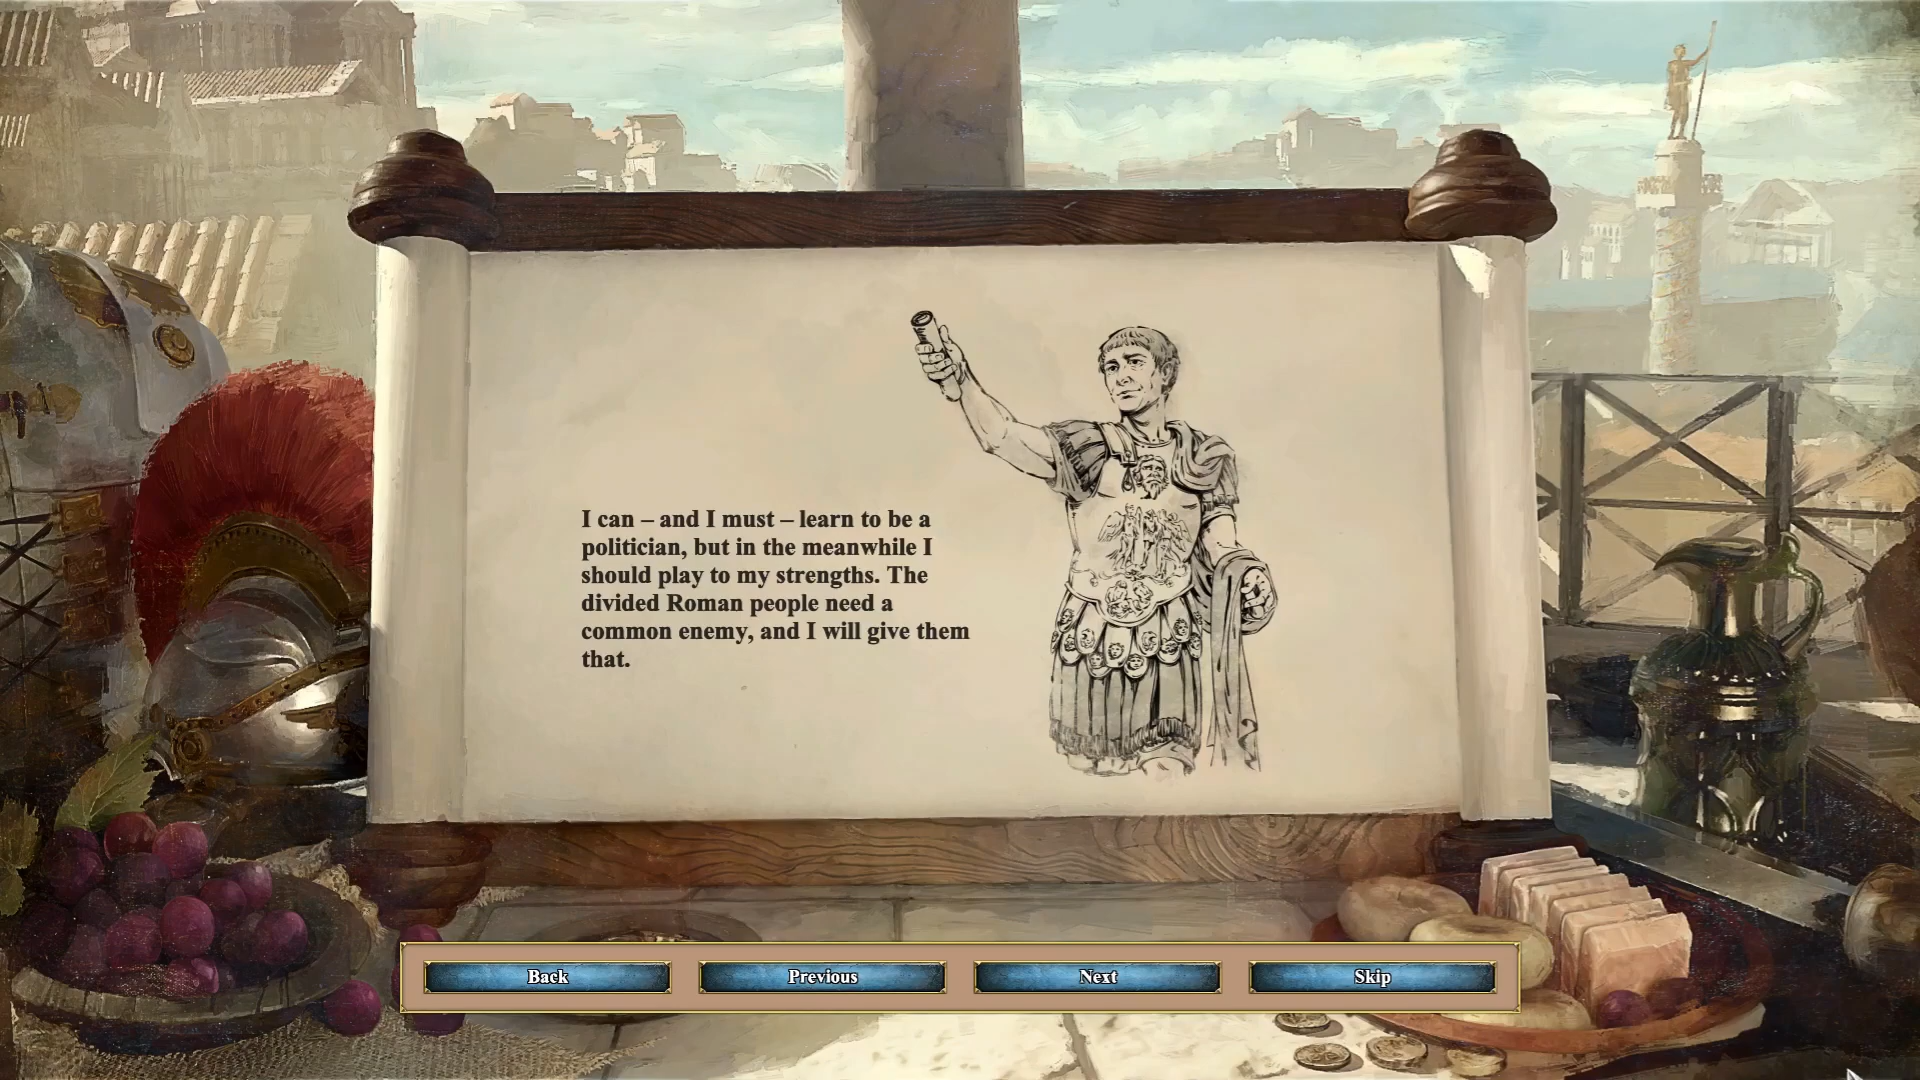 I can – and I must – learn to be a
politician, but in the meanwhile I
should play to my strengths. The
divided Roman people need a
common enemy, and I will give them
that.
Back
Previous
Next
Skip